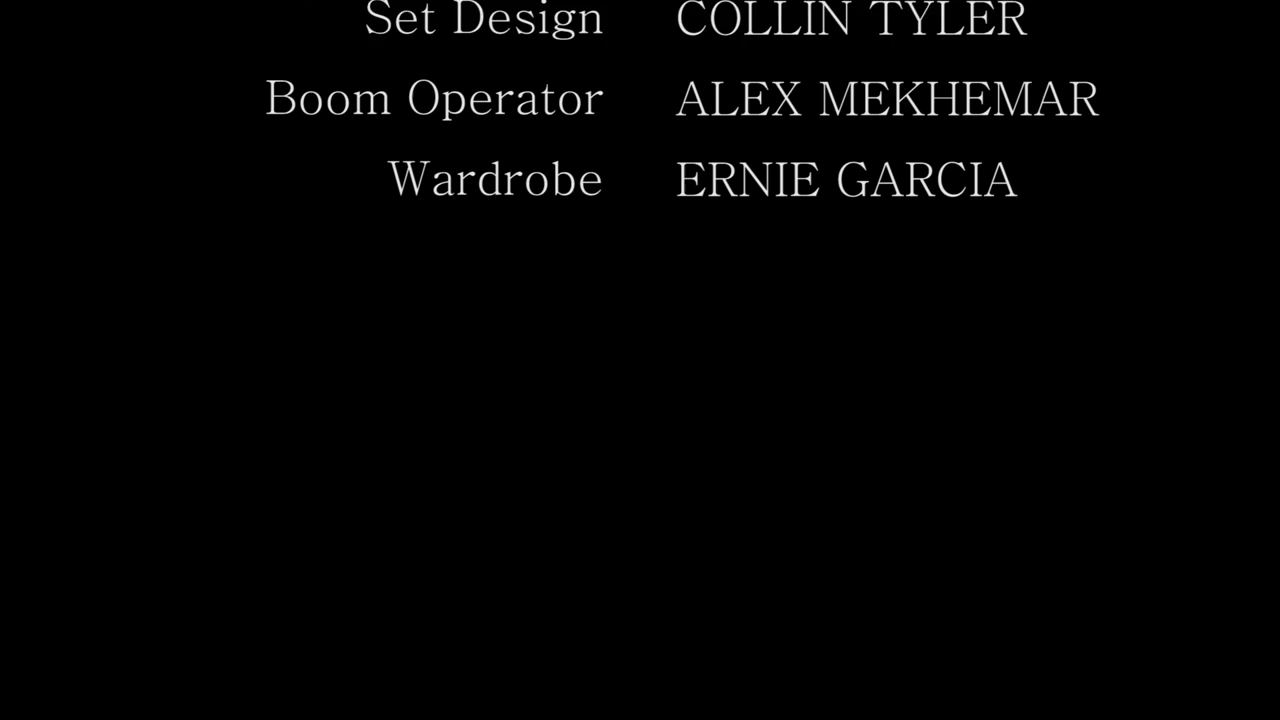 Set Design COLLIN TYLER
Boom Operator ALEX MEKHEMAR
Wardrobe ERNIE GARCIA